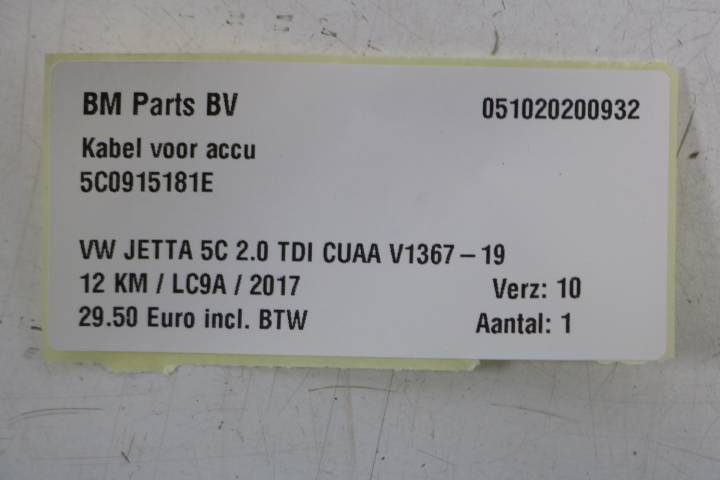 BM Parts BV 051020200932
Kabel voor accu
5C0915181E
VW JETTA 5C 2.0 TDI CUAA V1367-19
12 KM / LC9A / 2017 Verz: 10
29.50 Euro incl. BTW Aantal: 1